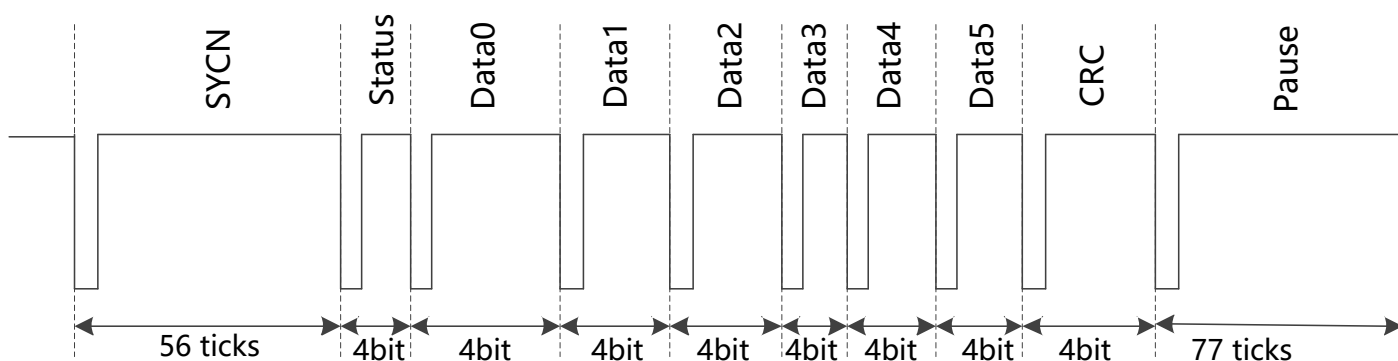 SYCN
Status
Data0
Data1
Data2
Data3
Data4
Data5
CRC
Pause
56 ticks
4bit
4bit
4bit
4bit
4bit
4bit
4bit
4bit
77 ticks